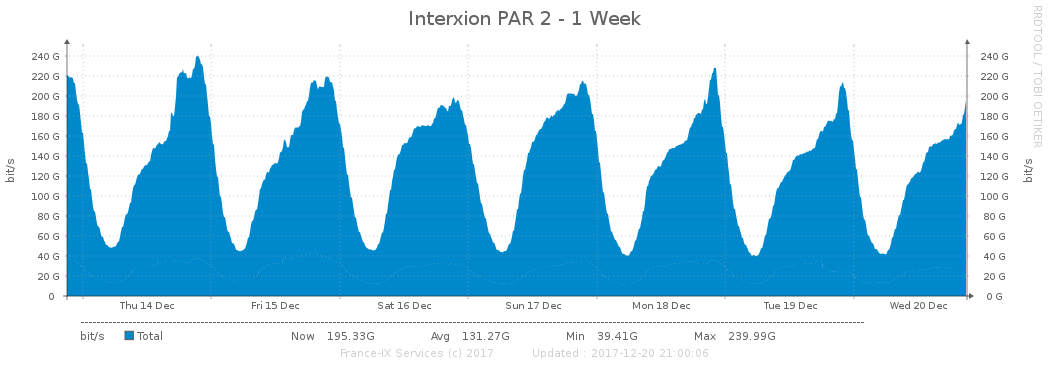 Interxion PAR 2 - 1 Week
RRDTOOL / TOBI OETIKER
bit/s
240 G 240 G
220 G 220 G
200 G 200 G
180 G 180 G
160 G 160 G
140 G 140 G
120 G 120 G
100 G 100 G
80 G 80 G
60 G 60 G
40 G 40 G
20 G 20 G
0 0 G
bit/s
Thu 14 Dec Fri 15 Dec Sat 16 Dec Sun 17 Dec Mon 18 Dec Tue 19 Dec Wed 20 Dec
bit/s Total Now 195.33G Avg 131.27G Min 39.41G Max 239.99G
France-IX Services (c) 2017 Updated : 2017-12-20 21:00:06